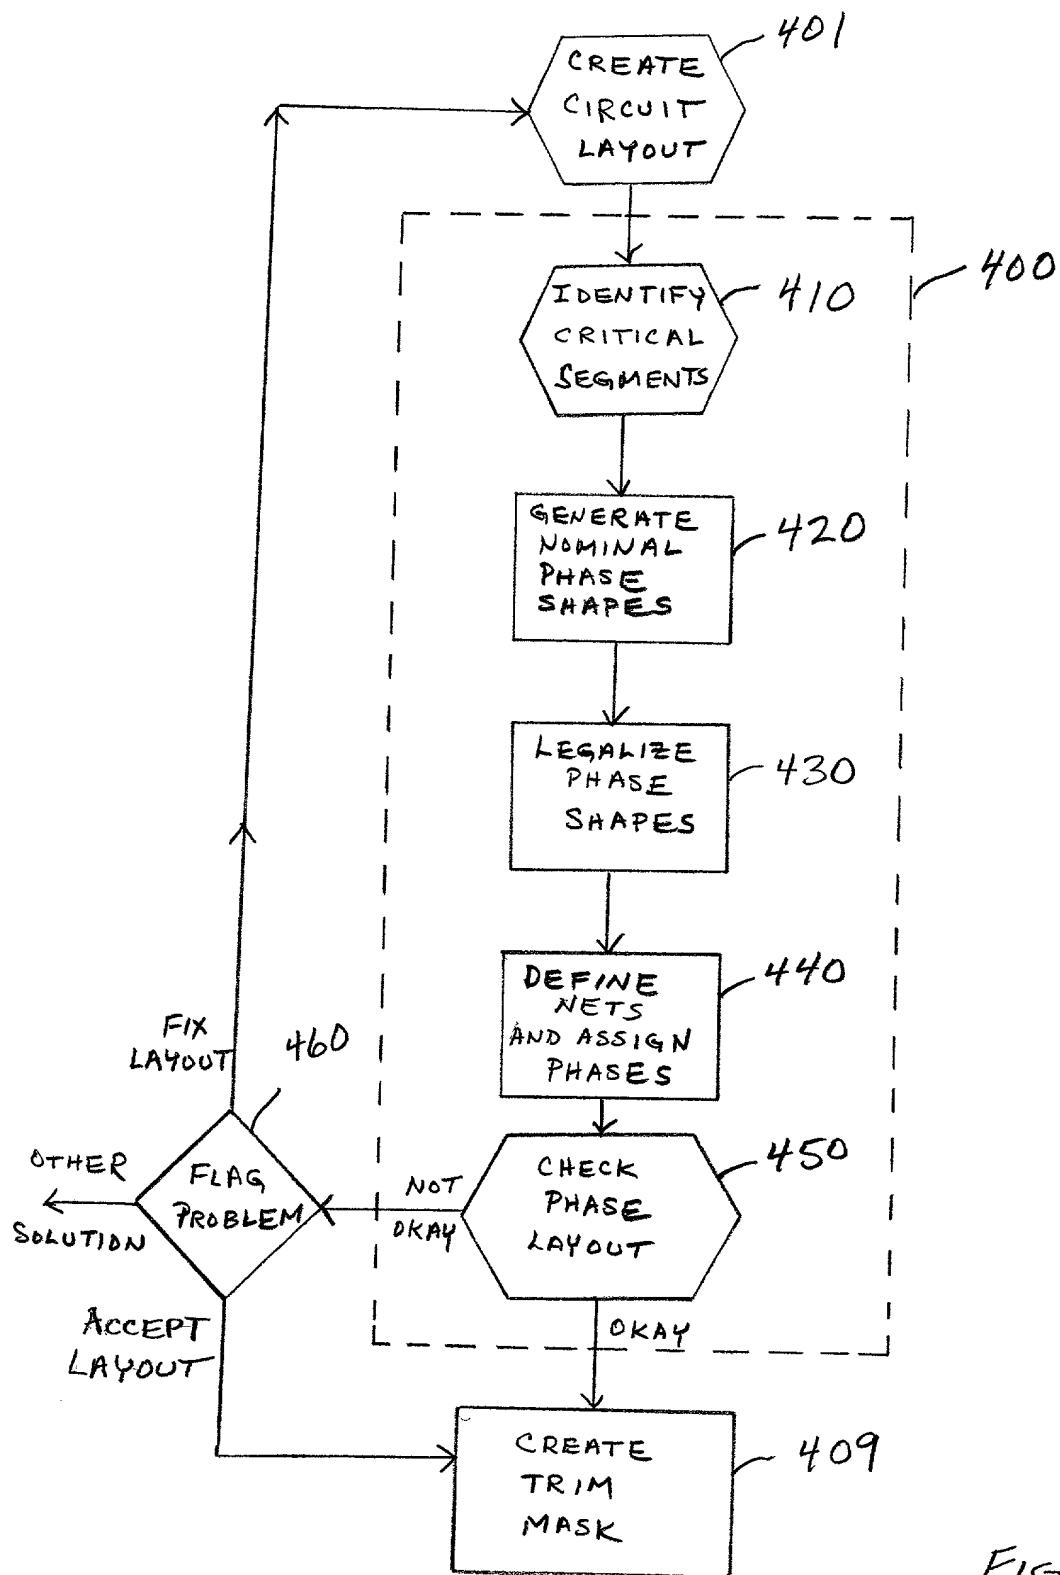 401
CREATE
CIRCUIT
LAYOUT
400
IDENTIFY
CRITICAL
SEGMENTS
410
GENERATE
NOMINAL
PHASE
SHAPES
420
LEGALIZE
PHASE
SHAPES
430
DEFINE
NETS
AND ASSIGN
PHASES
440
FIX
LAYOUT
460
FLAG
PROBLEM
OTHER
SOLUTION
NOT
OKAY
CHECK
PHASE
LAYOUT
450
ACCEPT
LAYOUT
OKAY
CREATE
TRIM
MASK
409
FIG